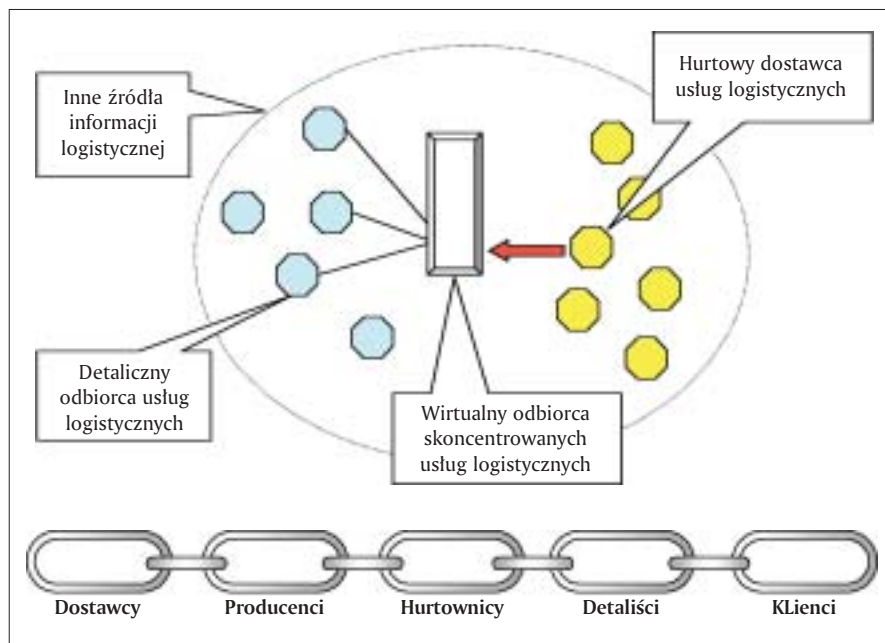 Inne źródła
informacji
logistycznej
Hurtowy dostawca
usług logistycznych
Detaliczny
odbiorca usług
logistycznych
Wirtualny odbiorca
skoncentrowanych
usług logistycznych
Dostawcy
Producenci
Hurtownicy
Detaliści
KLienci